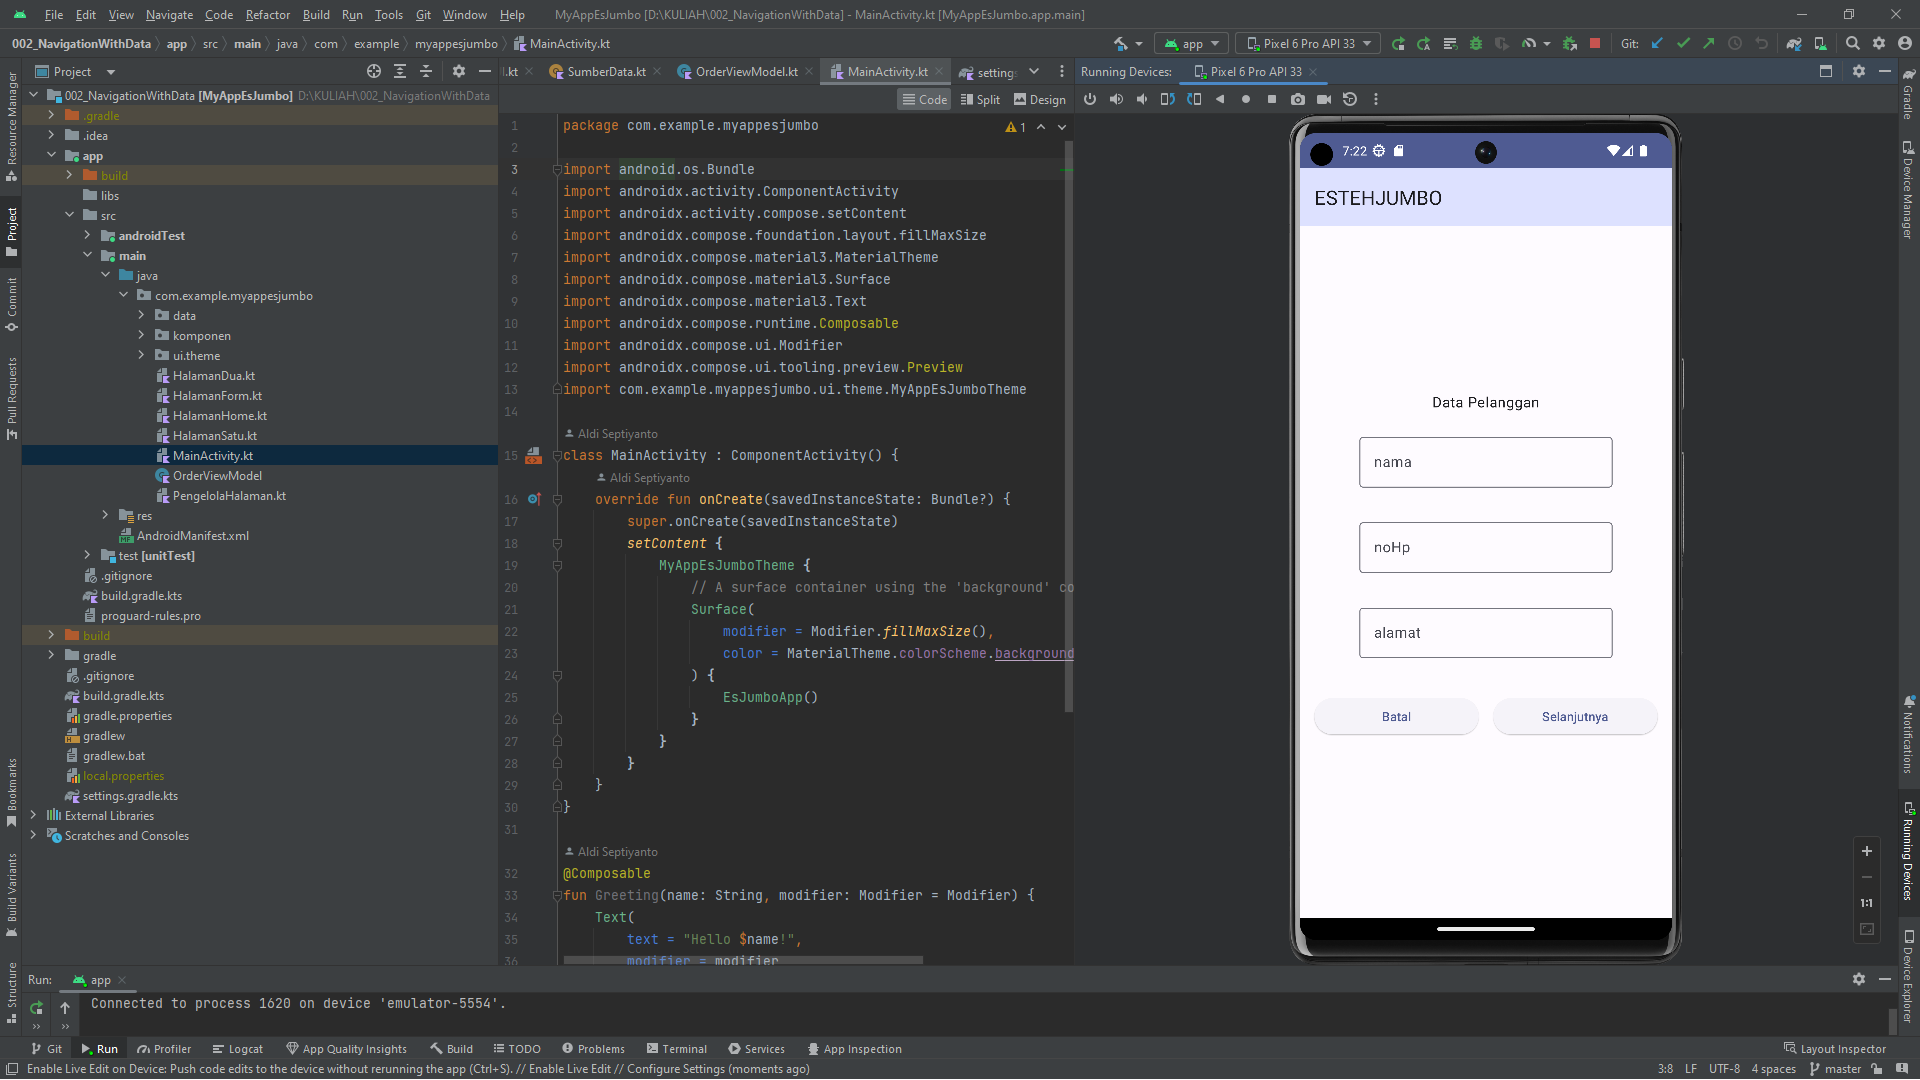 File Edit View Navigate Code Refactor Build Run Tools Git Window Help MyAppEsJumbo [D:\KULIAH\002_NavigationWithData] - MainActivity.kt [MyAppEsJumbo.app.main]
002_NavigationWithData app src main java com example myappesjumbo MainActivity.kt app Pixel 6 Pro API 33 Git:
Project
l.kt SumberData.kt OrderViewModel.kt MainActivity.kt settings
Running Devices: Pixel 6 Pro API 33
Code Split Design
002_NavigationWithData [MyAppEsJumbo] D:\KULIAH\002_NavigationWithData
.gradle
.idea
app
build
libs
src
androidTest
main
java
com.example.myappesjumbo
data
komponen
ui.theme
HalamanDua.kt
HalamanForm.kt
HalamanHome.kt
HalamanSatu.kt
MainActivity.kt
OrderViewModel
PengelolaHalaman.kt
res
AndroidManifest.xml
test [unitTest]
.gitignore
build.gradle.kts
proguard-rules.pro
build
gradle
.gitignore
build.gradle.kts
gradle.properties
gradlew
gradlew.bat
local.properties
settings.gradle.kts
External Libraries
Scratches and Consoles
Resource Manager
Project
Commit
Pull Requests
Bookmarks
Build Variants
Structure
1 package com.example.myappesjumbo
1
2
3 import android.os.Bundle
4 import androidx.activity.ComponentActivity
5 import androidx.activity.compose.setContent
6 import androidx.compose.foundation.layout.fillMaxSize
7 import androidx.compose.material3.MaterialTheme
8 import androidx.compose.material3.Surface
9 import androidx.compose.material3.Text
10 import androidx.compose.runtime.Composable
11 import androidx.compose.ui.Modifier
12 import androidx.compose.ui.tooling.preview.Preview
13 import com.example.myappesjumbo.ui.theme.MyAppEsJumboTheme
14
Aldi Septiyanto
15 class MainActivity : ComponentActivity() {
Aldi Septiyanto
16 override fun onCreate(savedInstanceState: Bundle?) {
17 super.onCreate(savedInstanceState)
18 setContent {
19 MyAppEsJumboTheme {
20 // A surface container using the 'background' co
21 Surface(
22 modifier = Modifier.fillMaxSize(),
23 color = MaterialTheme.colorScheme.background
24 ) {
25 EsJumboApp()
26 }
27 }
28 }
29 }
30 }
31
Aldi Septiyanto
32 @Composable
33 fun Greeting(name: String, modifier: Modifier = Modifier) {
34 Text(
35 text = "Hello $name!",
36 modifier = modifier
7:22
ESTEHJUMBO
Data Pelanggan
nama
noHp
alamat
Batal Selanjutnya
1:1
Gradle
Device Manager
Notifications
Running Devices
Device Explorer
Run: app
Connected to process 1620 on device 'emulator-5554'.
Git Run Profiler Logcat App Quality Insights Build TODO Problems Terminal Services App Inspection Layout Inspector
Enable Live Edit on Device: Push code edits to the device without rerunning the app (Ctrl+S). // Enable Live Edit // Configure Settings (moments ago) 3:8 LF UTF-8 4 spaces master